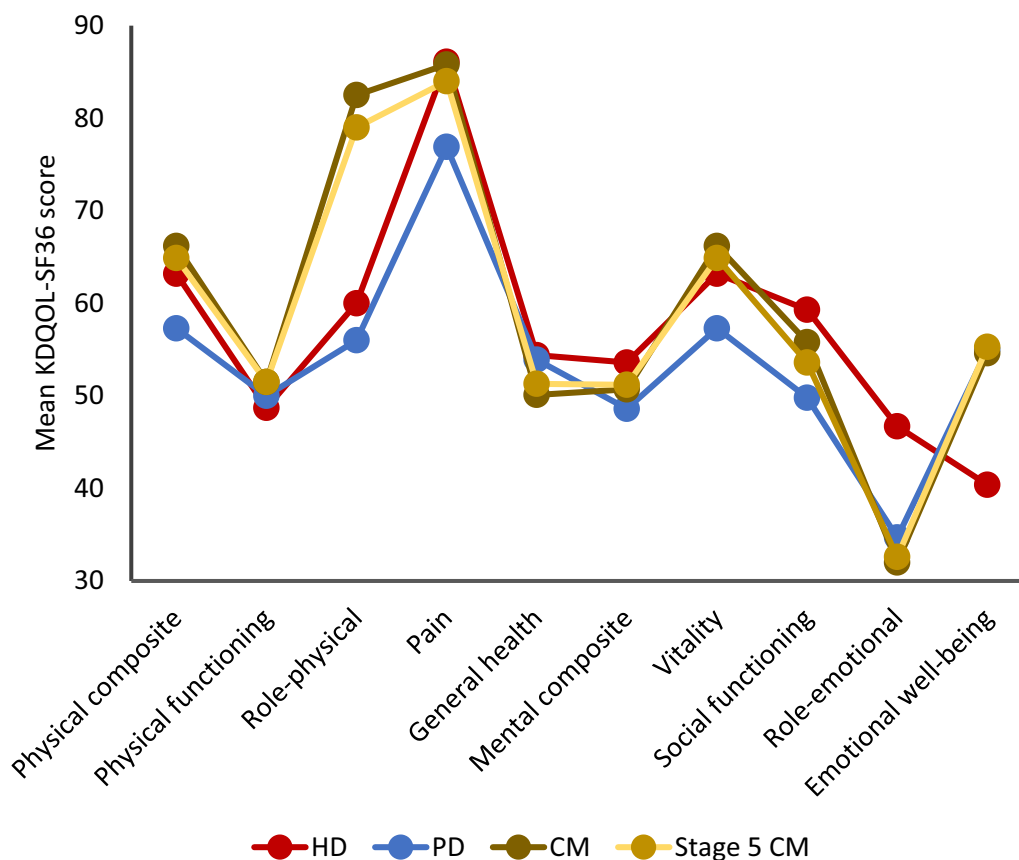 90
80
70
60
50
40
30
Mean KDQOL-SF36 score
Physical composite
Physical functioning
Role-physical
Pain
General health
Mental composite
Vitality
Social functioning
Role-emotional
Emotional well-being
HD PD CM Stage 5 CM